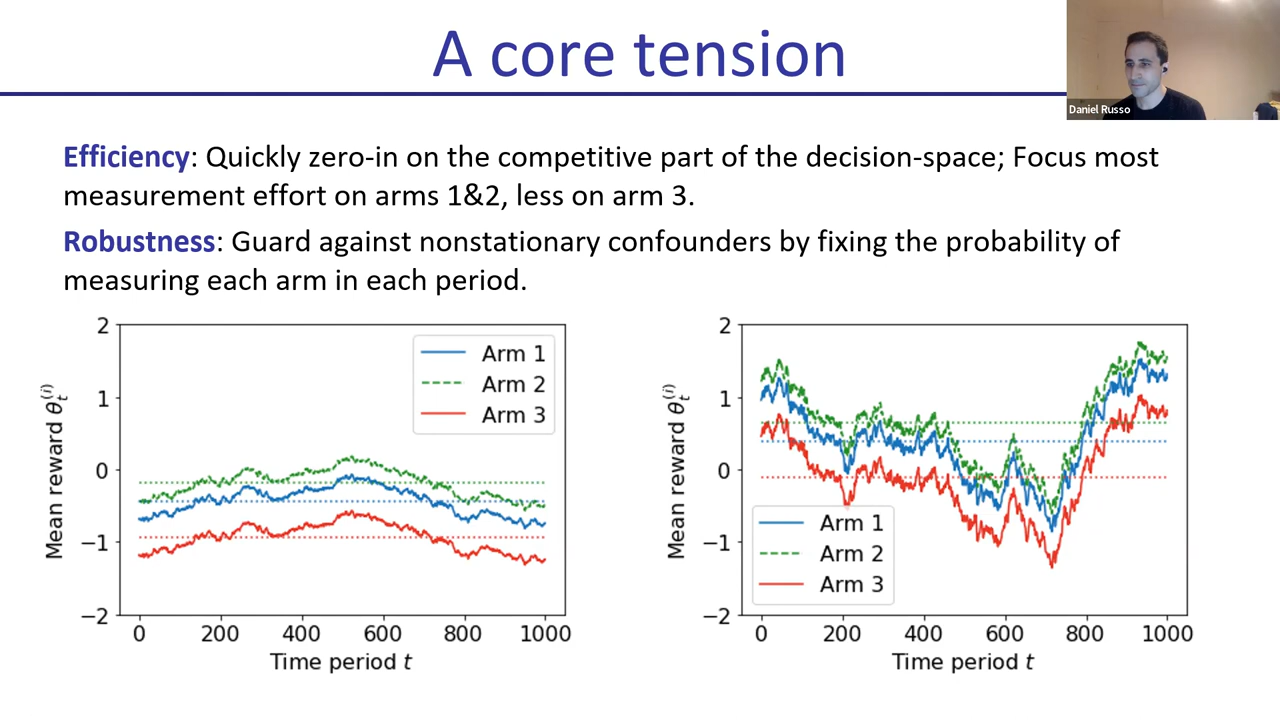 A core tension
Daniel Russo
Efficiency: Quickly zero-in on the competitive part of the decision-space; Focus most
measurement effort on arms 1&2, less on arm 3.
Robustness: Guard against nonstationary confounders by fixing the probability of
measuring each arm in each period.
Mean reward θ_t^(i)
2
1
0
−1
−2
Arm 1
Arm 2
Arm 3
0 200 400 600 800 1000
Time period t
Mean reward θ_t^(i)
2
1
0
−1
−2
Arm 1
Arm 2
Arm 3
0 200 400 600 800 1000
Time period t